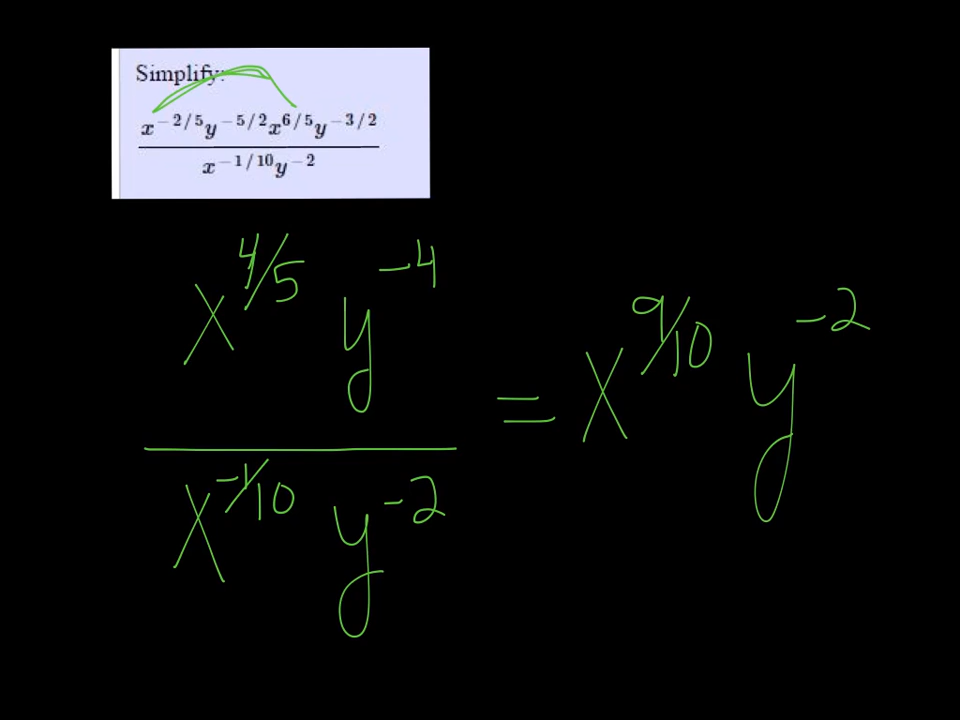 Simplify:
x^{-2/5}y^{-5/2}x^{6/5}y^{-3/2}
x^{-1/10}y^{-2}
x^{4/5} y^{-4}
x^{-1/10} y^{-2}
= x^{9/10} y^{-2}